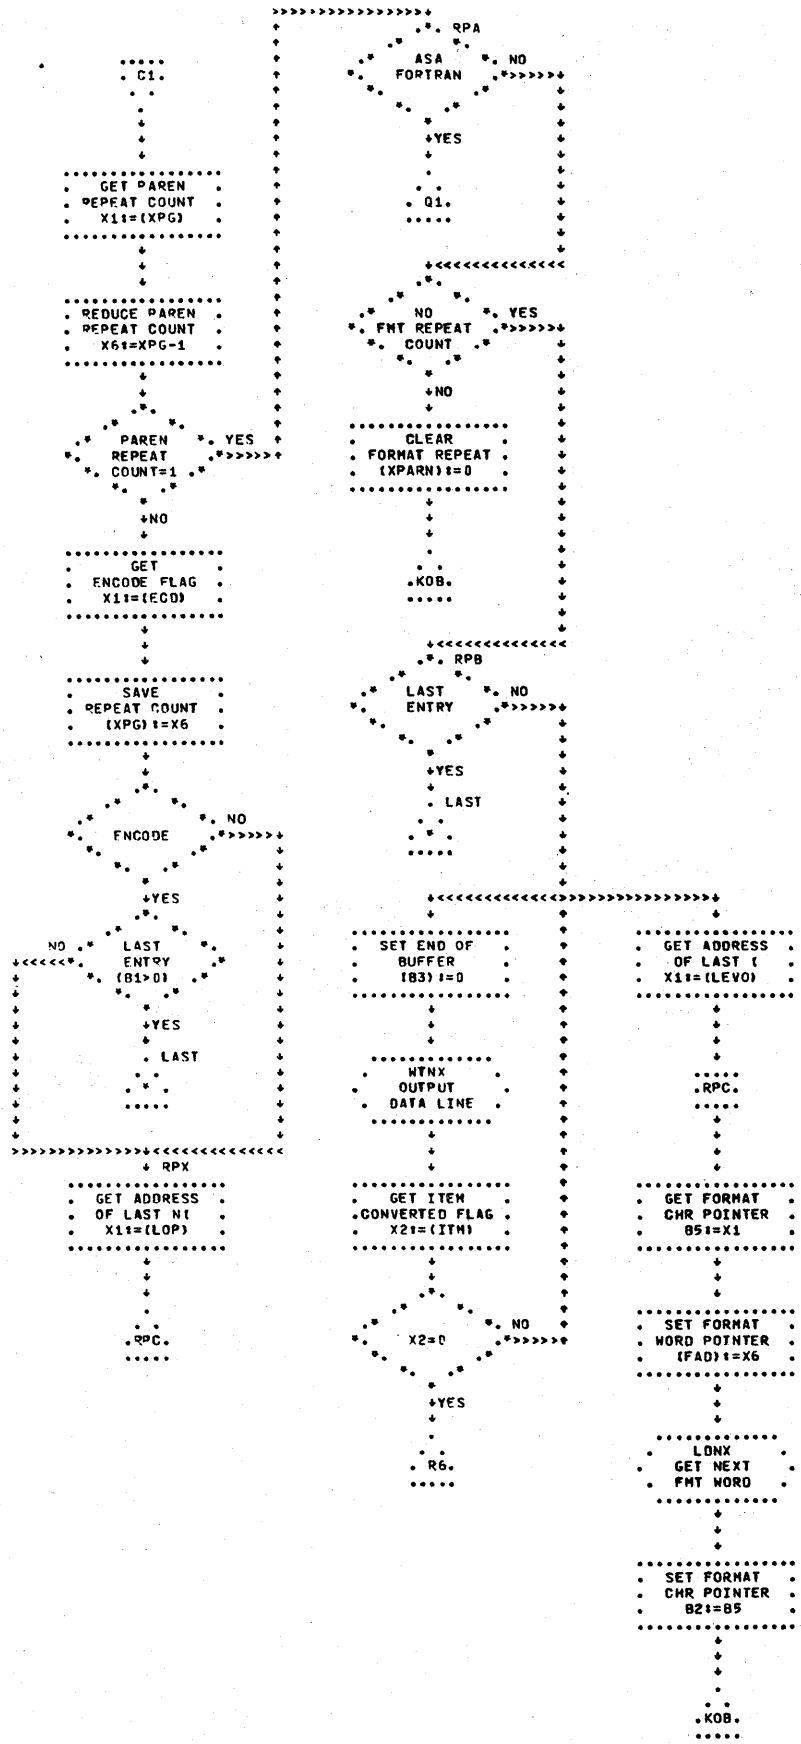 C1.
GET PAREN
REPEAT COUNT
X1:=(XPG)
REDUCE PAREN
REPEAT COUNT
X6:=XPG-1
PAREN
REPEAT
COUNT=1
YES
NO
GET
ENCODE FLAG
X1:=(ECD)
SAVE
REPEAT COUNT
(XPG):=X6
ENCODE
NO
YES
NO
LAST
ENTRY
(B1>0)
YES
LAST
*
RPX
GET ADDRESS
OF LAST N(
X1:=(LOP)
RPC.
RPA
ASA
FORTRAN
NO
YES
Q1.
NO
FMT REPEAT
COUNT
YES
NO
CLEAR
FORMAT REPEAT
(XPARN):=0
KOB.
RPB
LAST
ENTRY
NO
YES
LAST
*
SET END OF
BUFFER
(B3):=0
WTNX
OUTPUT
DATA LINE
GET ITEM
CONVERTED FLAG
X2:=(ITM)
X2=0
NO
YES
R6.
GET ADDRESS
OF LAST (
X1:=(LEVO)
RPC.
GET FORMAT
CHR POINTER
B5:=X1
SET FORMAT
WORD POINTER
(FAD):=X6
LDNX
GET NEXT
FMT WORD
SET FORMAT
CHR POINTER
B2:=B5
KOB.